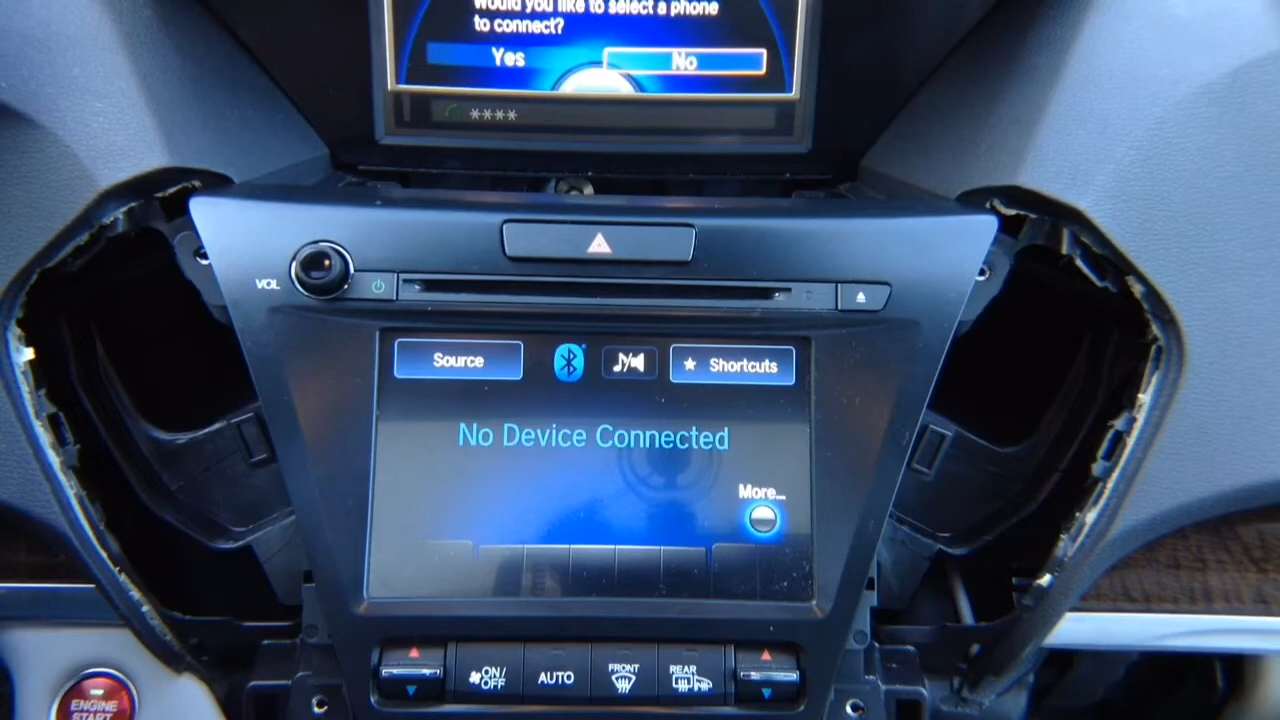 Would you like to select a phone
to connect?
Yes
No
****
VOL
Source
Shortcuts
No Device Connected
More...
ON/
OFF
AUTO
FRONT
REAR
ENGINE
START